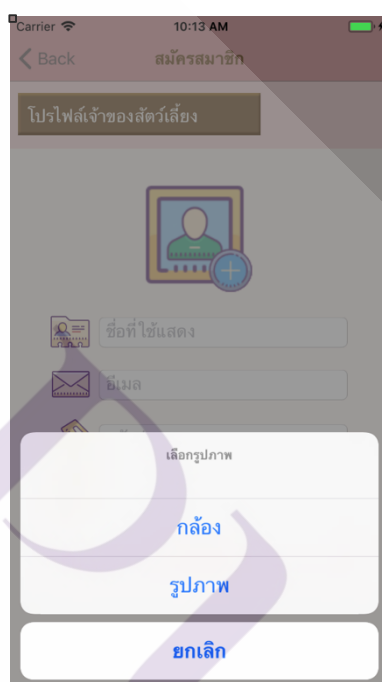 Carrier 10:13 AM
Back สมัครสมาชิก
โปรไฟล์เจ้าของสัตว์เลี้ยง
ชื่อที่ใช้แสดง
อีเมล
เลือกรูปภาพ
กล้อง
รูปภาพ
ยกเลิก